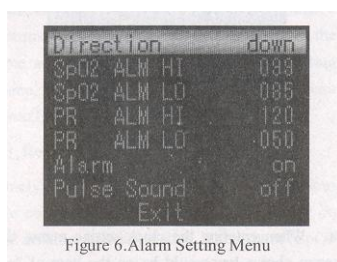 Direction down
SpO2 ALM HI 099
SpO2 ALM LO 085
PR ALM HI 120
PR ALM LO 050
Alarm on
Pulse Sound off
Exit
Figure 6.Alarm Setting Menu